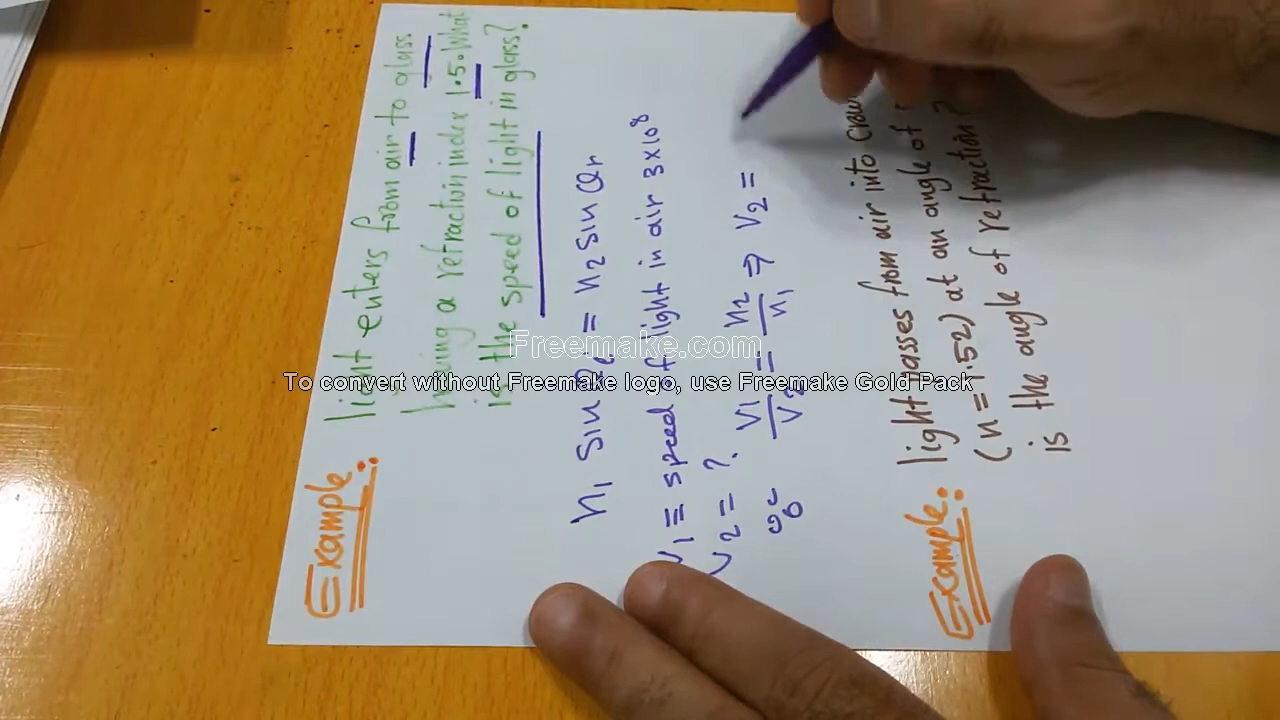 Example:
light enters from air to glass
having a refraction index 1.5. What
is the speed of light in glass?
n1 sin θi = n2 sin θr
v1 ≡ speed of light in air 3x10^8
v2 = ?
∴ v1/v2 = n2/n1 ⇒ v2 =
Example:
light passes from air into
(n = 1.52) at an angle of
is the angle of refraction?
Freemake.com
To convert without Freemake logo, use Freemake Gold Pack